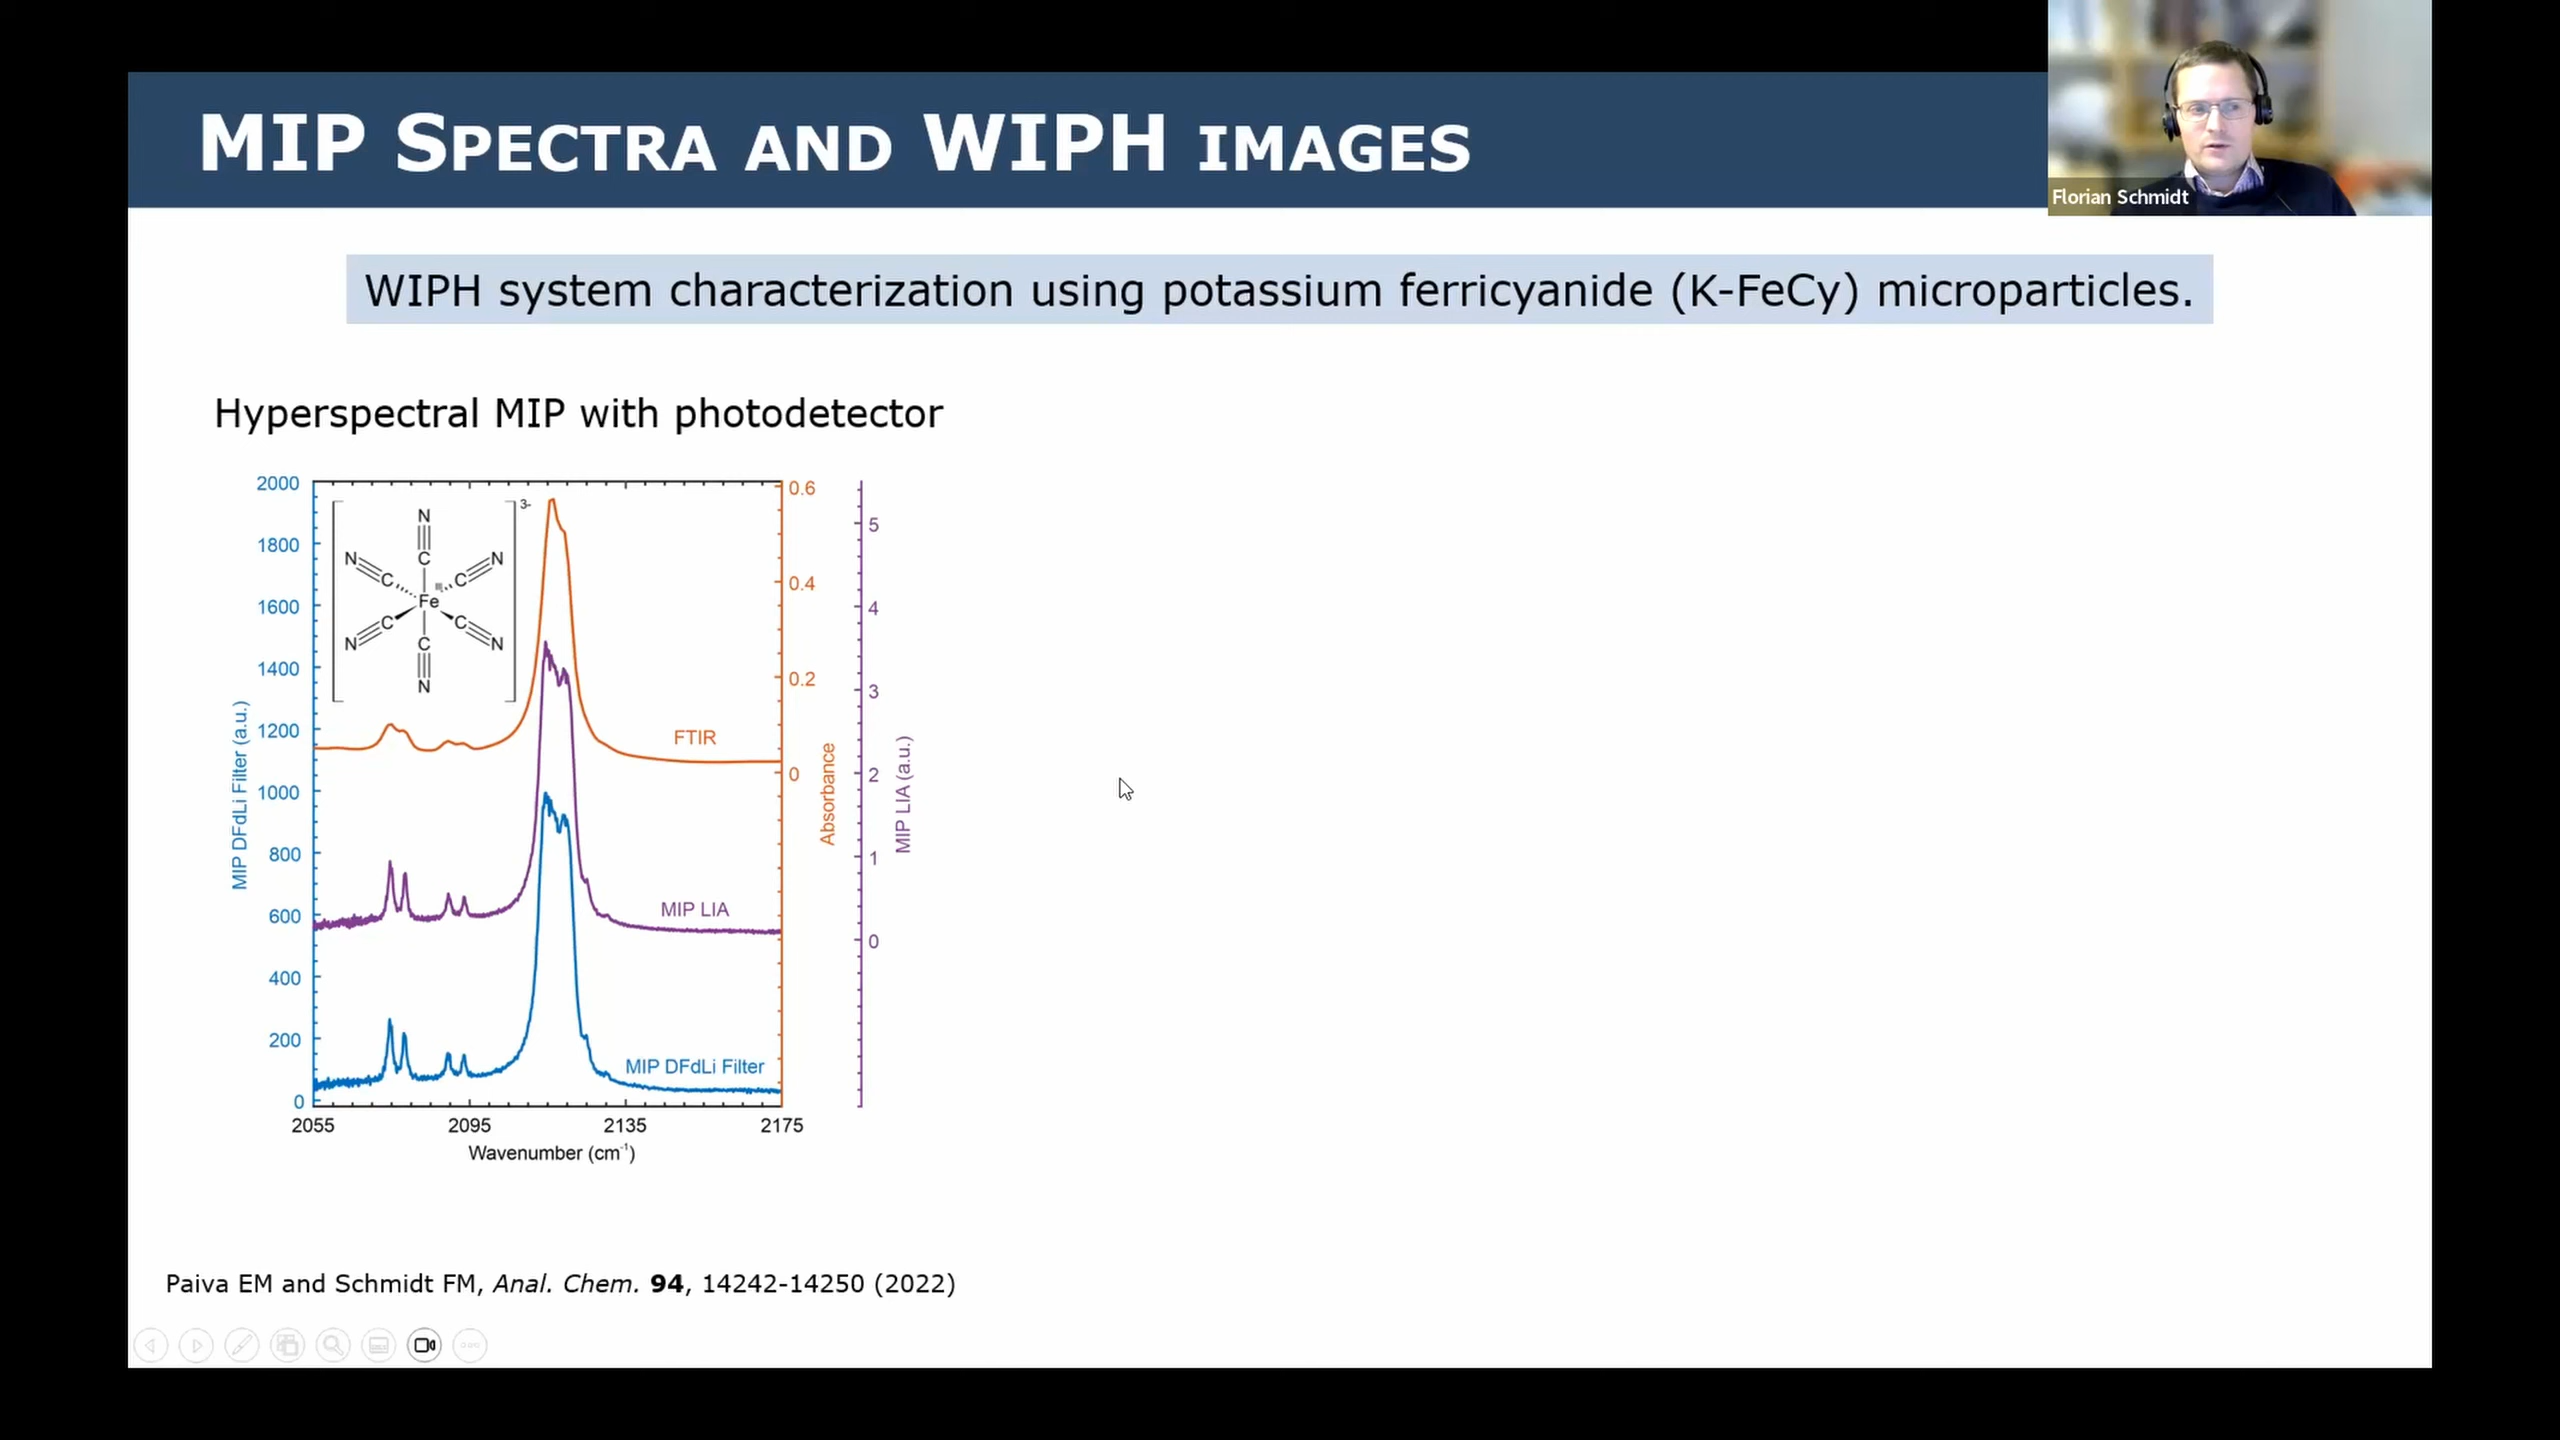 MIP SPECTRA AND WIPH IMAGES
Florian Schmidt
WIPH system characterization using potassium ferricyanide (K-FeCy) microparticles.
Hyperspectral MIP with photodetector
2000
1800
1600
1400
1200
1000
800
600
400
200
0
MIP DFdLi Filter (a.u.)
3-
N
C
N
C
C
N
Fe
N
C
C
N
C
N
FTIR
MIP LIA
MIP DFdLi Filter
0.6
0.4
0.2
0
Absorbance
5
4
3
2
1
0
MIP LIA (a.u.)
2055
2095
2135
2175
Wavenumber (cm-1)
Paiva EM and Schmidt FM, Anal. Chem. 94, 14242-14250 (2022)